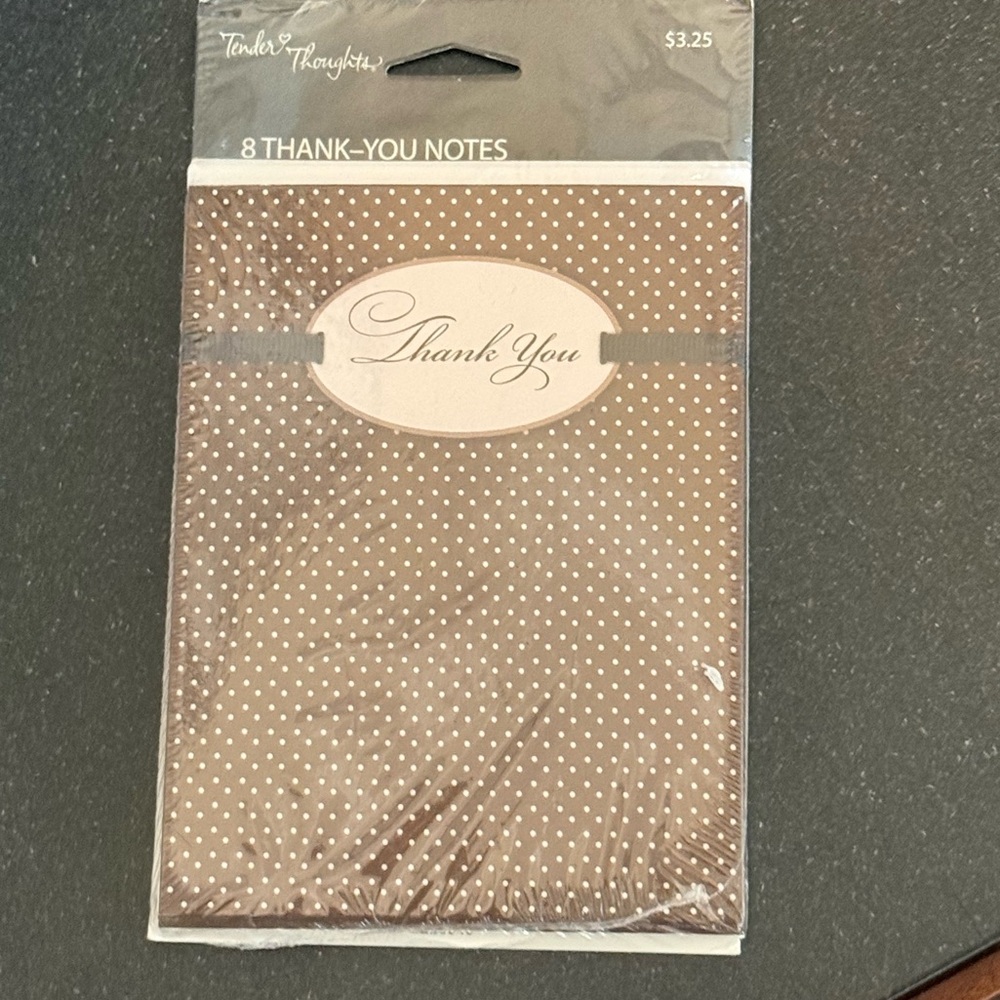 Tender Thoughts
$3.25
8 THANK–YOU NOTES
Thank You